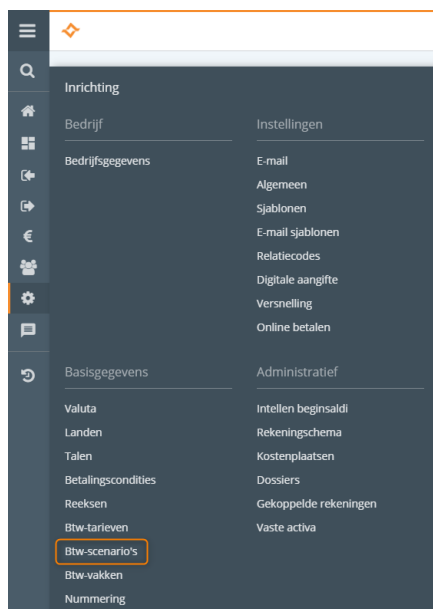 Inrichting
Bedrijf
Bedrijfsgegevens
Instellingen
E-mail
Algemeen
Sjablonen
E-mail sjablonen
Relatiecodes
Digitale aangifte
Versnelling
Online betalen
Basisgegevens
Valuta
Landen
Talen
Betalingscondities
Reeksen
Btw-tarieven
Btw-scenario's
Btw-vakken
Nummering
Administratief
Intellen beginsaldi
Rekeningschema
Kostenplaatsen
Dossiers
Gekoppelde rekeningen
Vaste activa